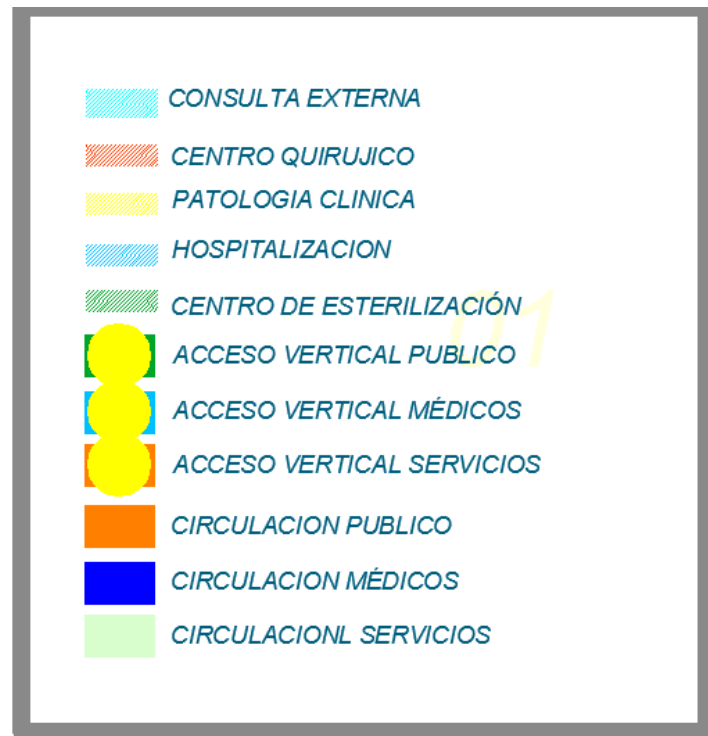 CONSULTA EXTERNA
CENTRO QUIRUJICO
PATOLOGIA CLINICA
HOSPITALIZACION
CENTRO DE ESTERILIZACIÓN
01
ACCESO VERTICAL PUBLICO
ACCESO VERTICAL MÉDICOS
ACCESO VERTICAL SERVICIOS
CIRCULACION PUBLICO
CIRCULACION MÉDICOS
CIRCULACIONL SERVICIOS